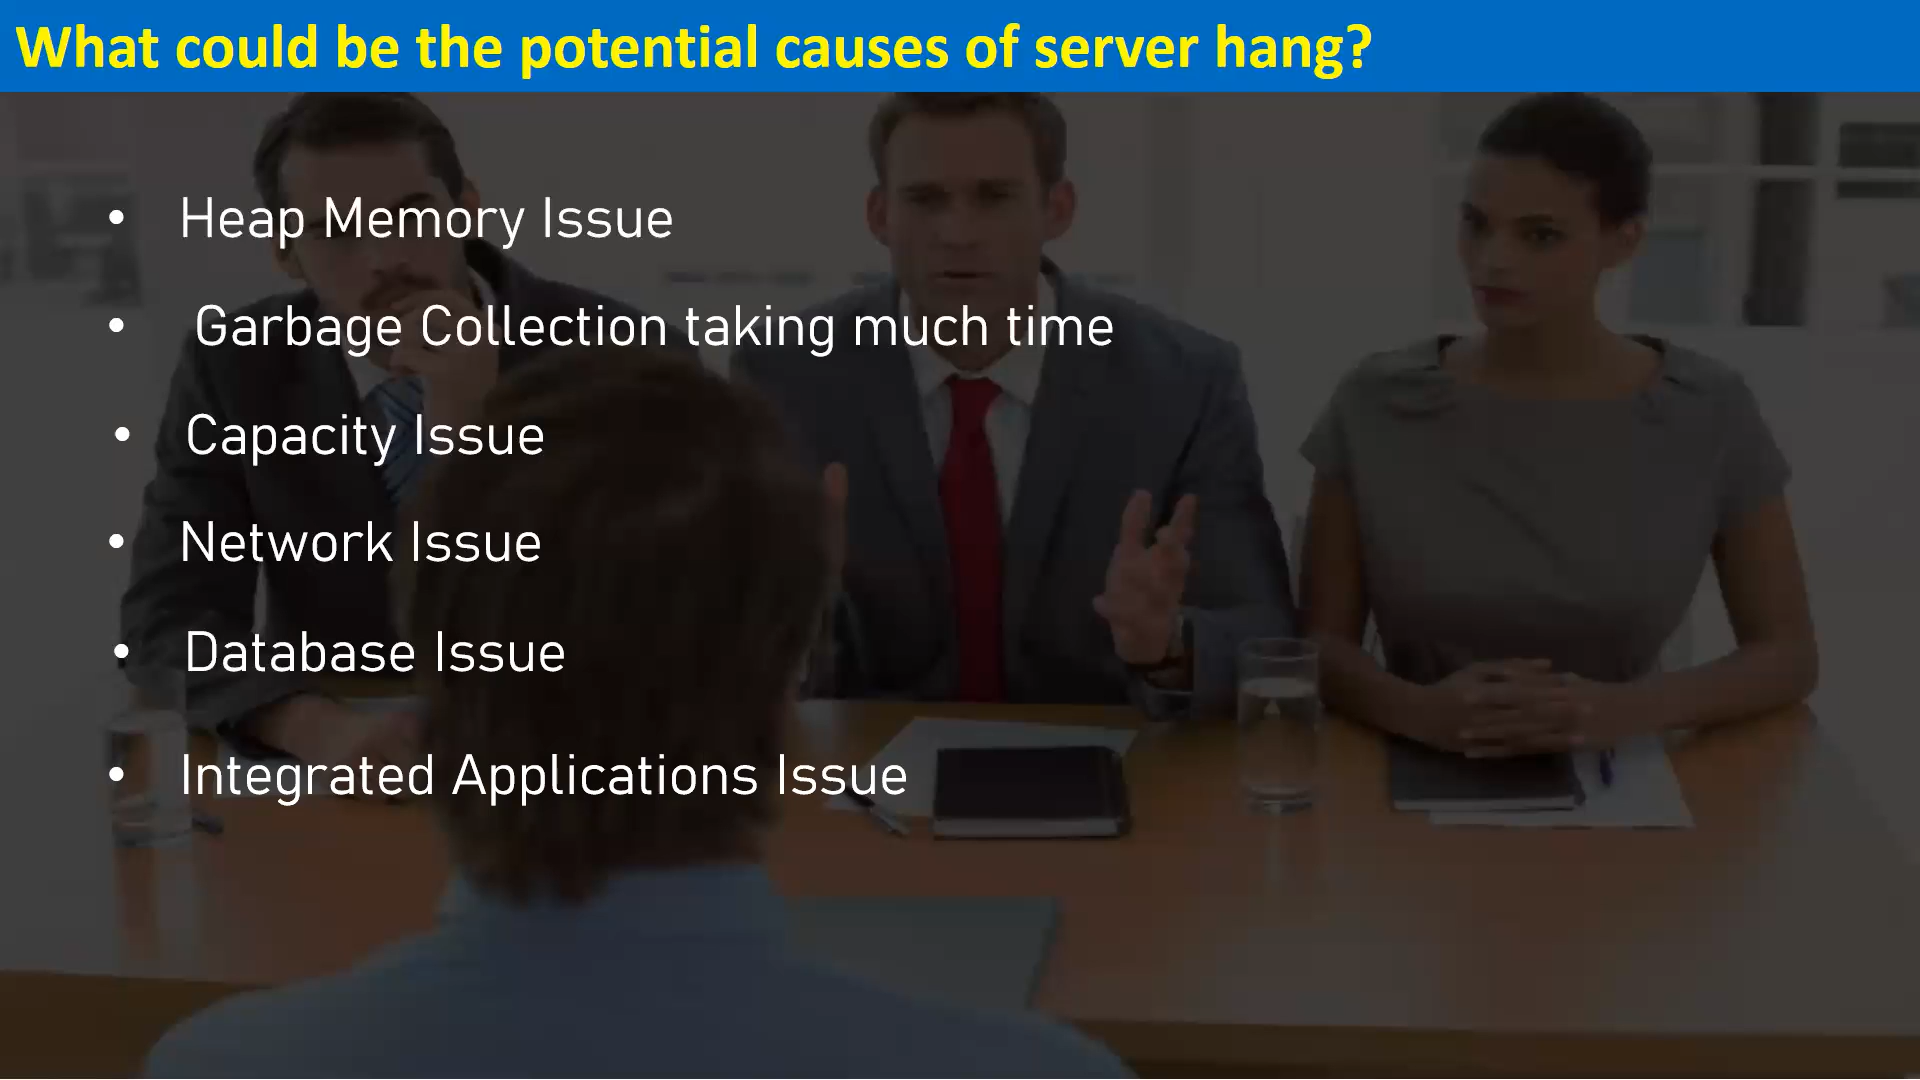 What could be the potential causes of server hang?
• Heap Memory Issue
• Garbage Collection taking much time
• Capacity Issue
• Network Issue
• Database Issue
• Integrated Applications Issue